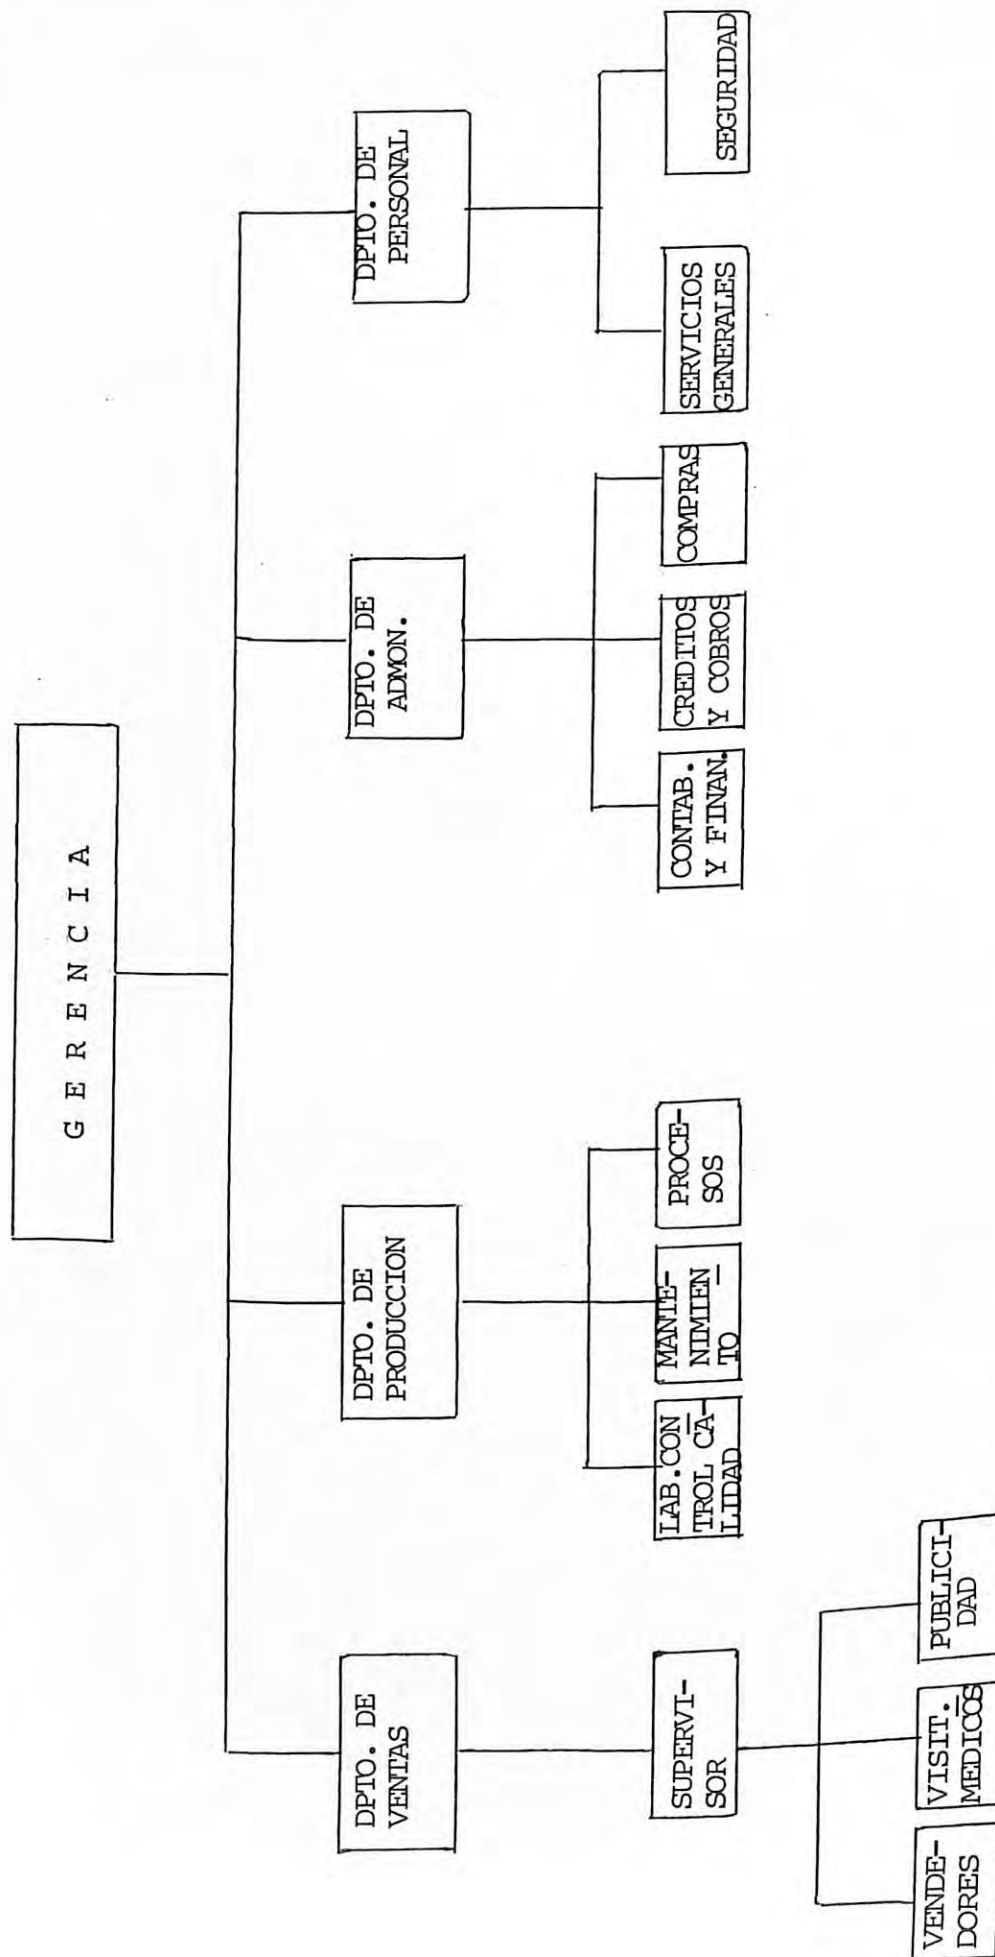 G E R E N C I A
DPTO. DE
VENTAS
DPTO. DE
PRODUCCION
DPTO. DE
ADMON.
DPTO. DE
PERSONAL
SUPERVI-
SOR
LAB.CON
TROL CA-
LIDAD
MANTE-
NIMIEN
TO
PROCE-
SOS
CONTAB.
Y FINAN.
CREDITOS
Y COBROS
COMPRAS
SERVICIOS
GENERALES
SEGURIDAD
VENDE-
DORES
VISIT.
MEDICOS
PUBLICI-
DAD